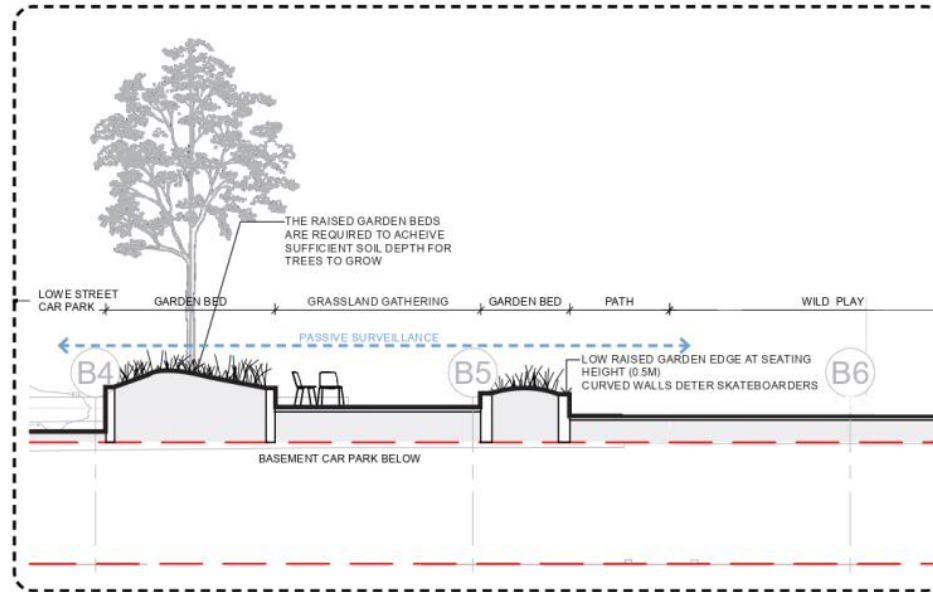 THE RAISED GARDEN BEDS
ARE REQUIRED TO ACHEIVE
SUFFICIENT SOIL DEPTH FOR
TREES TO GROW
LOWE STREET
CAR PARK
GARDEN BED
GRASSLAND GATHERING
GARDEN BED
PATH
WILD PLAY
PASSIVE SURVEILLANCE
B4
B5
B6
LOW RAISED GARDEN EDGE AT SEATING
HEIGHT (0.5M)
CURVED WALLS DETER SKATEBOARDERS
BASEMENT CAR PARK BELOW